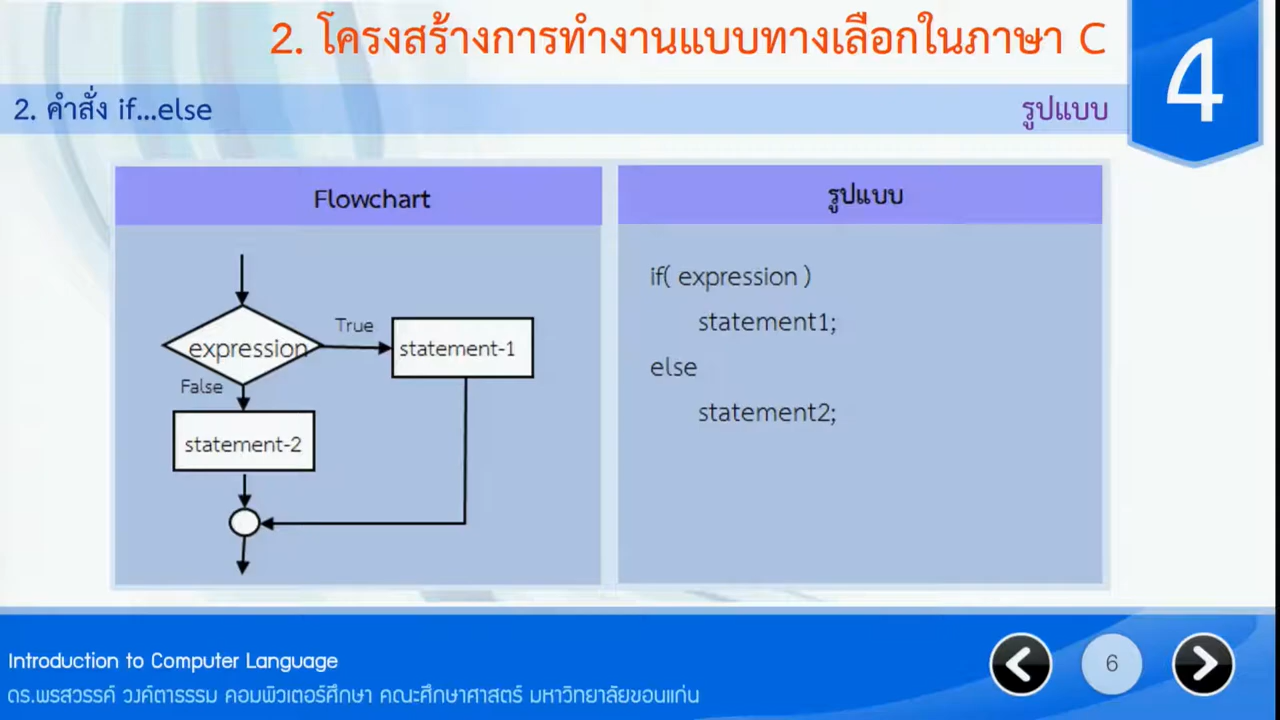 2. โครงสร้างการทำงานแบบทางเลือกในภาษา C
4
2. คำสั่ง if...else
รูปแบบ
Flowchart
expression
True
statement-1
False
statement-2
รูปแบบ
if( expression )
statement1;
else
statement2;
Introduction to Computer Language
ดร.พรสวรรค์ วงค์ตาธรรม คอมพิวเตอร์ศึกษา คณะศึกษาศาสตร์ มหาวิทยาลัยขอนแก่น
6